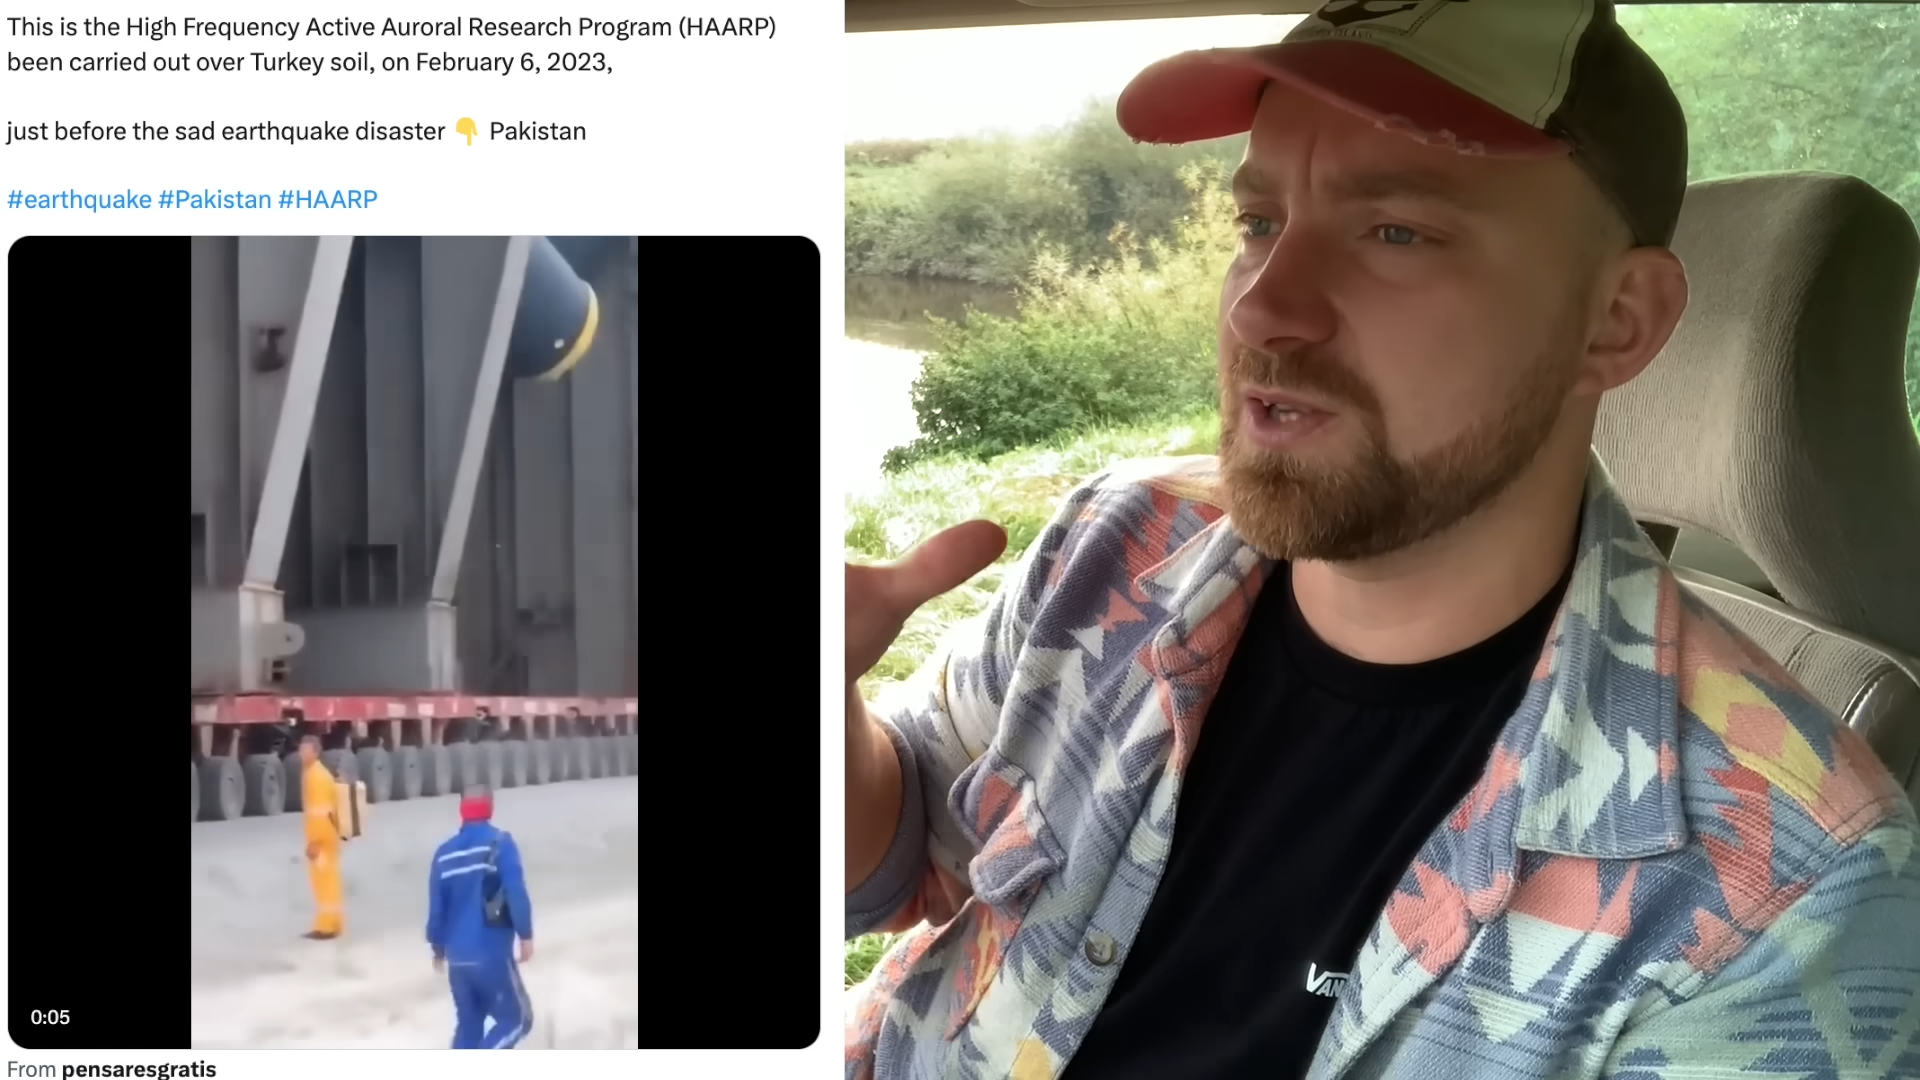 This is the High Frequency Active Auroral Research Program (HAARP)
been carried out over Turkey soil, on February 6, 2023,
just before the sad earthquake disaster 👇 Pakistan
#earthquake #Pakistan #HAARP
0:05
From pensaresgratis
VAN